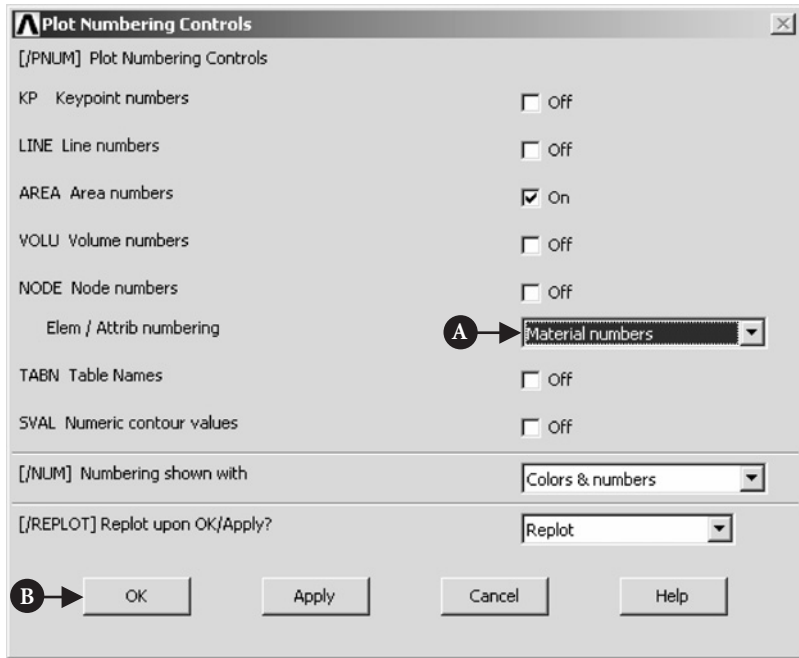 Plot Numbering Controls
[/PNUM] Plot Numbering Controls
KP Keypoint numbers Off
LINE Line numbers Off
AREA Area numbers On
VOLU Volume numbers Off
NODE Node numbers Off
Elem / Attrib numbering A Material numbers
TABN Table Names Off
SVAL Numeric contour values Off
[/NUM] Numbering shown with Colors & numbers
[/REPLOT] Replot upon OK/Apply? Replot
B OK Apply Cancel Help